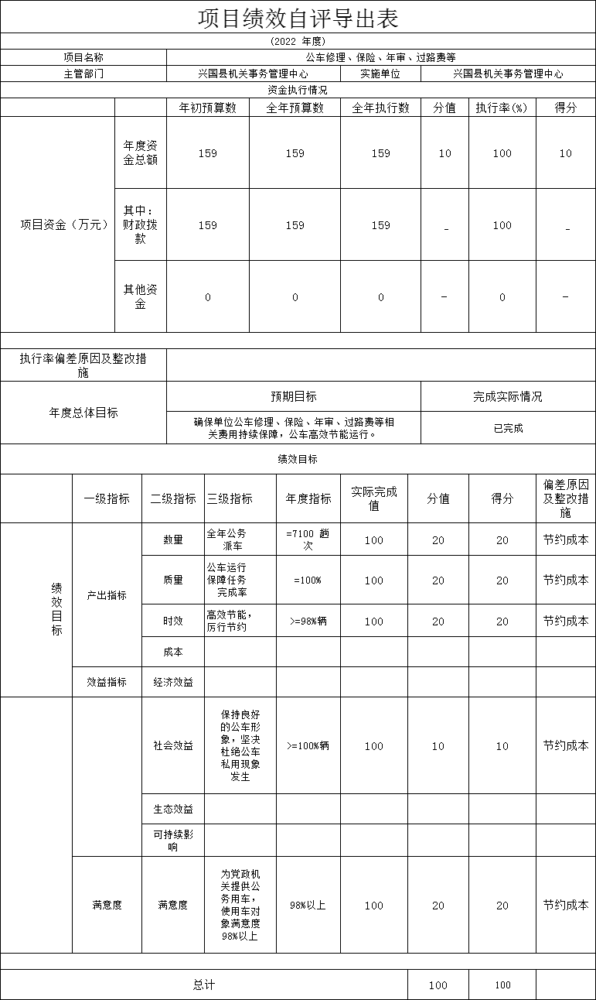 项目绩效自评导出表
(2022 年度)
项目名称 公车修理、保险、年审、过路费等
主管部门 兴国县机关事务管理中心 实施单位 兴国县机关事务管理中心
资金执行情况
年初预算数 全年预算数 全年执行数 分值 执行率(%) 得分
项目资金（万元）
年度资
金总额
159 159 159 10 100 10
其中：
财政拨
款
159 159 159 – 100 –
其他资
金
0 0 0 – 0 –
执行率偏差原因及整改措
施
年度总体目标
预期目标 完成实际情况
确保单位公车修理、保险、年审、过路费等相
关费用持续保障，公车高效节能运行。
已完成
绩效目标
一级指标 二级指标 三级指标 年度指标
实际完成
值
分值 得分
偏差原因
及整改措
施
绩
效
目
标
产出指标
数量
全年公务
派车
=7100 趟
次
100 20 20 节约成本
质量
公车运行
保障任务
完成率
=100% 100 20 20 节约成本
时效
高效节能，
厉行节约
>=98%辆 100 20 20 节约成本
成本
效益指标 经济效益
社会效益
保持良好
的公车形
象，坚决
杜绝公车
私用现象
发生
>=100%辆 100 10 10 节约成本
生态效益
可持续影
响
满意度 满意度
为党政机
关提供公
务用车，
使用车对
象满意度
98%以上
98%以上 100 20 20 节约成本
总计 100 100